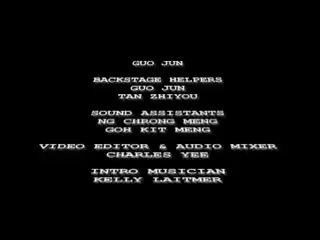 GUO JUN
BACKSTAGE HELPERS
GUO JUN
TAN ZHIYOU
SOUND ASSISTANTS
NG CHRONG MENG
GOH KIT MENG
VIDEO EDITOR & AUDIO MIXER
CHARLES YEE
INTRO MUSICIAN
KELLY LAITMER